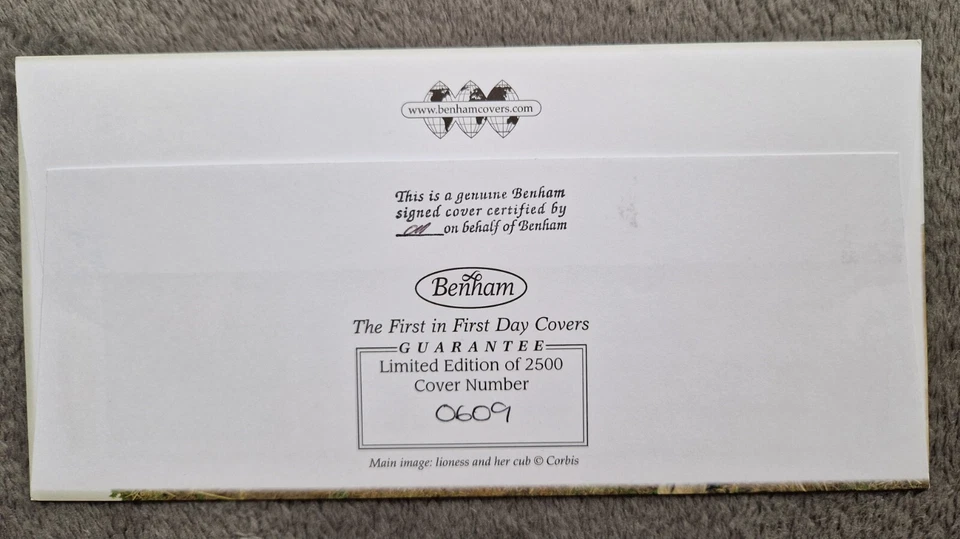 www.benhamcovers.com
This is a genuine Benham
signed cover certified by
on behalf of Benham
Benham
The First in First Day Covers
GUARANTEE
Limited Edition of 2500
Cover Number
0609
Main image: lioness and her cub © Corbis